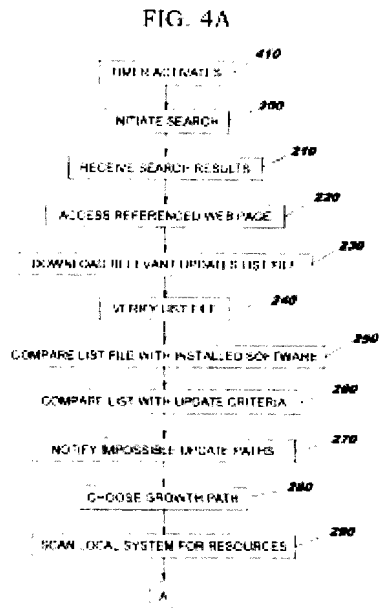 FIG. 4A
410
TIMER ACTIVATES
200
INITIATE SEARCH
210
RECEIVE SEARCH RESULTS
220
ACCESS REFERENCED WEB PAGE
230
DOWNLOAD RELEVANT UPDATES LIST FILE
240
VERIFY LIST FILE
250
COMPARE LIST FILE WITH INSTALLED SOFTWARE
260
COMPARE LIST WITH UPDATE CRITERIA
270
NOTIFY IMPOSSIBLE UPDATE PATHS
280
CHOOSE GROWTH PATH
290
SCAN LOCAL SYSTEM FOR RESOURCES
A